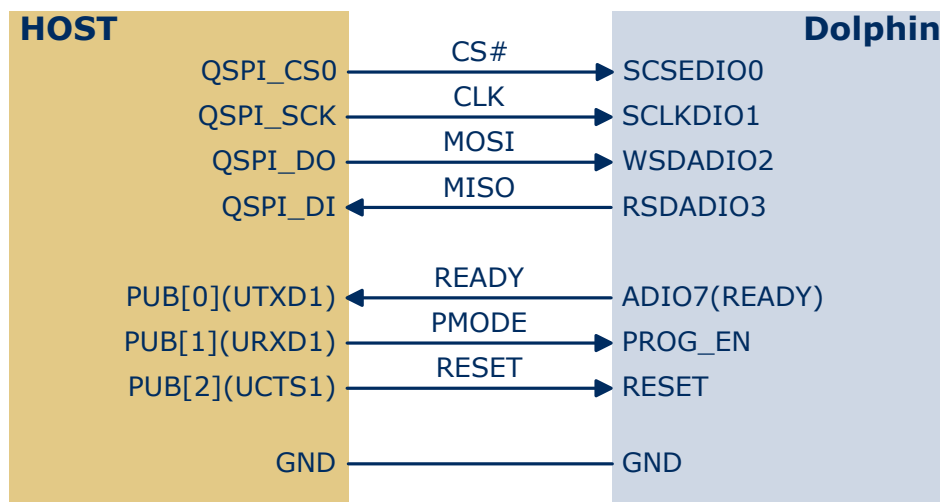 HOST Dolphin
QSPI_CS0 CS# SCSEDIO0
QSPI_SCK CLK SCLKDIO1
QSPI_DO MOSI WSDADIO2
QSPI_DI MISO RSDADIO3
PUB[0](UTXD1) READY ADIO7(READY)
PUB[1](URXD1) PMODE PROG_EN
PUB[2](UCTS1) RESET RESET
GND GND